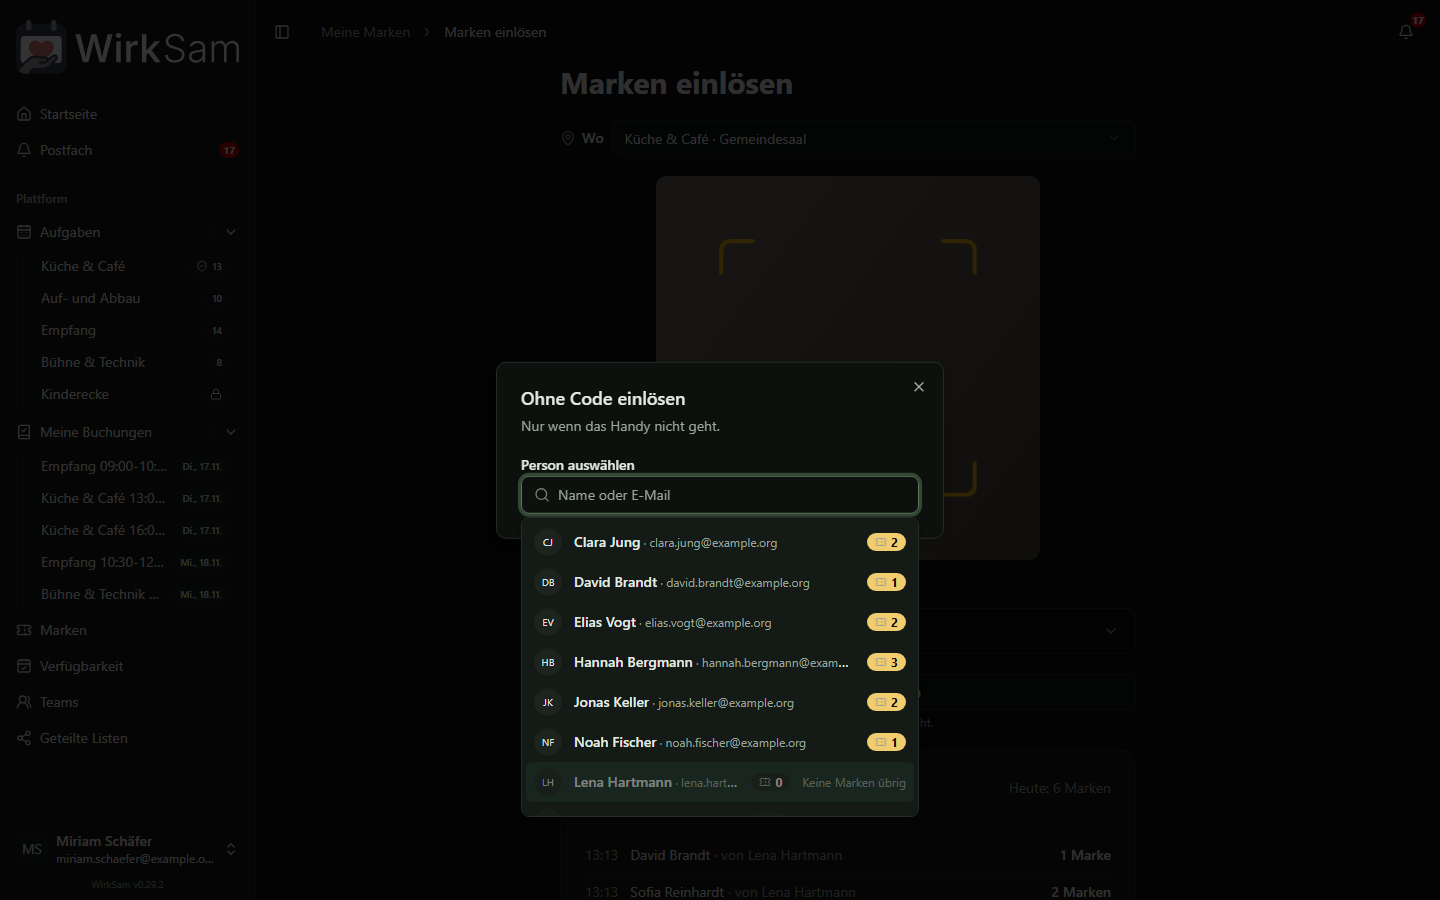 WirkSam
Meine Marken
Marken einlösen
17
Marken einlösen
Startseite
Wo
Küche & Café · Gemeindesaal
Postfach
17
Plattform
Aufgaben
Küche & Café
13
Auf- und Abbau
10
Empfang
14
Bühne & Technik
8
Kinderecke
Meine Buchungen
Empfang 09:00-10:...
Di., 17.11.
Küche & Café 13:0...
Di., 17.11.
Küche & Café 16:0...
Di., 17.11.
Empfang 10:30-12...
Mi., 18.11.
Bühne & Technik ...
Mi., 18.11.
Marken
Verfügbarkeit
Teams
Geteilte Listen
MS
Miriam Schäfer
miriam.schaefer@example.o...
WirkSam v0.29.2
Ohne Code einlösen
Nur wenn das Handy nicht geht.
Person auswählen
Name oder E-Mail
CJ
Clara Jung · clara.jung@example.org
2
DB
David Brandt · david.brandt@example.org
1
EV
Elias Vogt · elias.vogt@example.org
2
HB
Hannah Bergmann · hannah.bergmann@exam...
3
JK
Jonas Keller · jonas.keller@example.org
2
NF
Noah Fischer · noah.fischer@example.org
1
LH
Lena Hartmann · lena.hart...
0
Keine Marken übrig
Heute: 6 Marken
13:13
David Brandt · von Lena Hartmann
1 Marke
13:13
Sofia Reinhardt · von Lena Hartmann
2 Marken